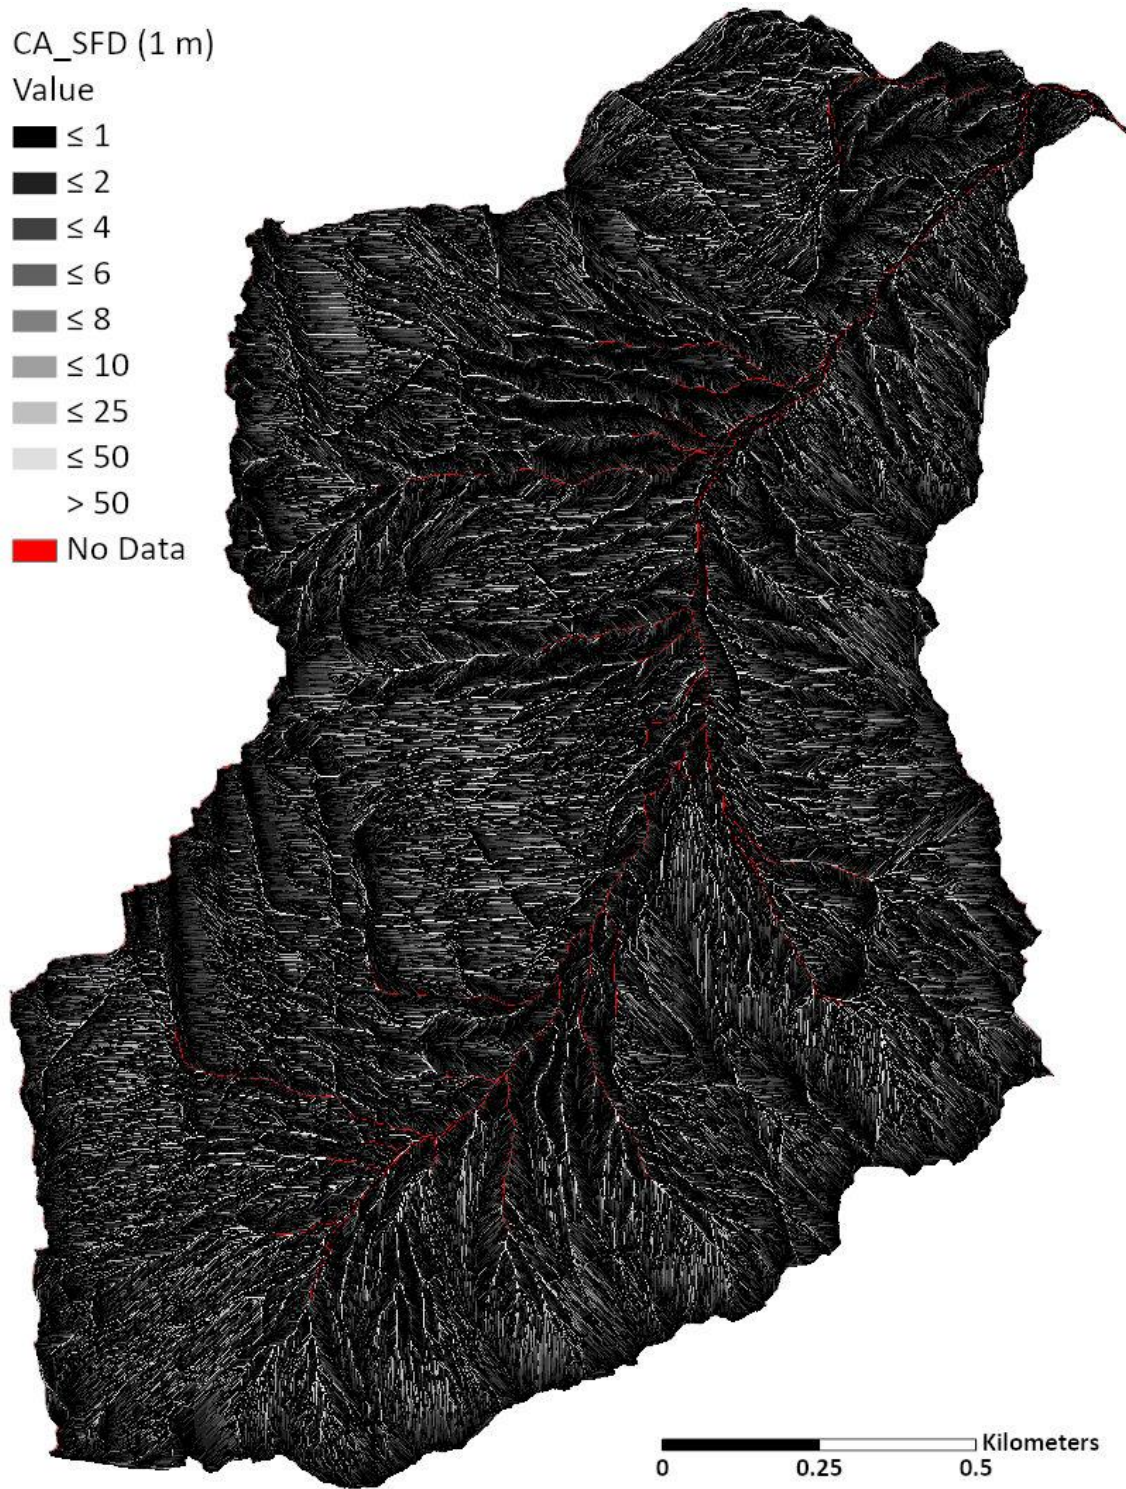 CA_SFD (1 m)
Value
≤ 1
≤ 2
≤ 4
≤ 6
≤ 8
≤ 10
≤ 25
≤ 50
> 50
No Data
Kilometers
0 0.25 0.5